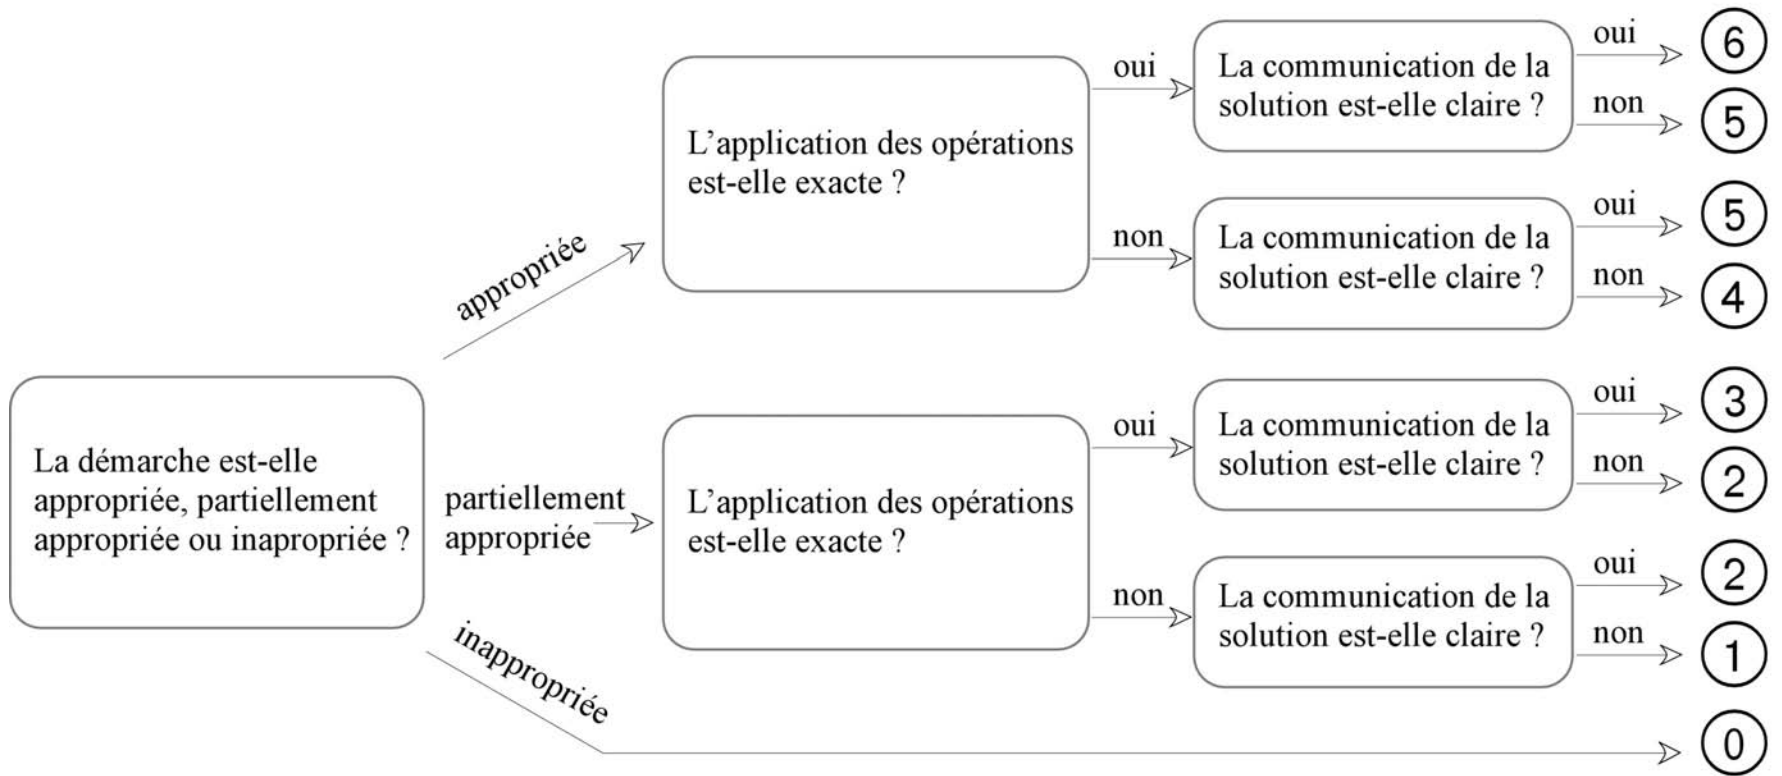 La démarche est-elle
appropriée, partiellement
appropriée ou inapropriée ?
appropriée
L'application des opérations
est-elle exacte ?
oui
La communication de la
solution est-elle claire ?
oui
6
non
5
non
La communication de la
solution est-elle claire ?
oui
5
non
4
partiellement
appropriée
L'application des opérations
est-elle exacte ?
oui
La communication de la
solution est-elle claire ?
oui
3
non
2
non
La communication de la
solution est-elle claire ?
oui
2
non
1
inappropriée
0